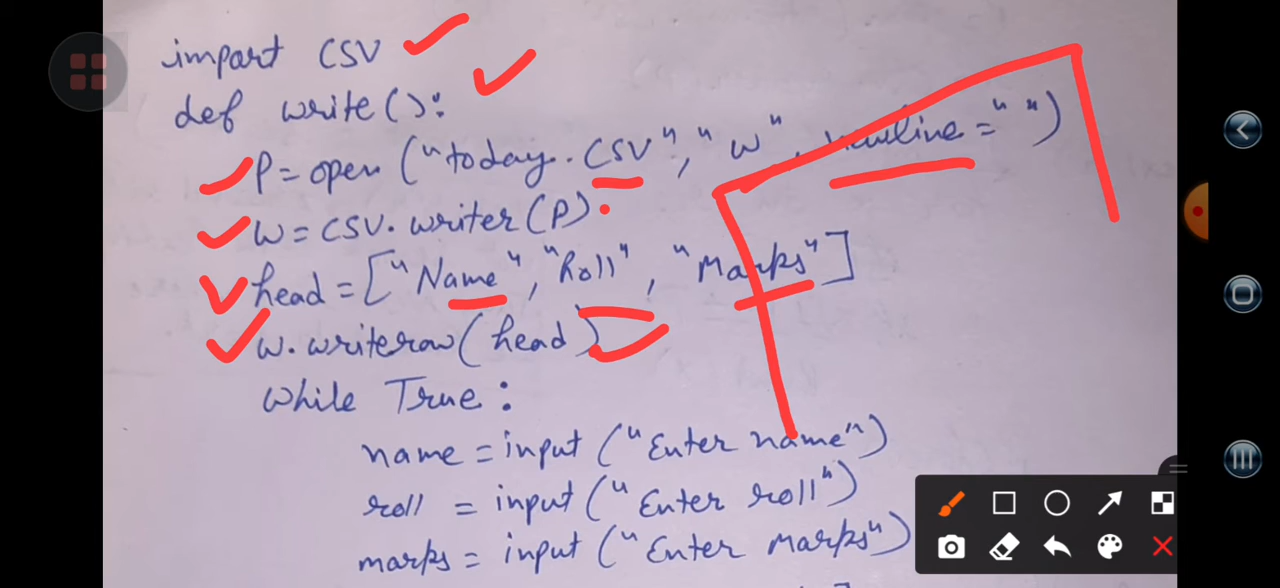 import CSV
def write():
P=open ("today.CSV", "w", newline="")
W=CSV.writer(P)
head=["Name", "Roll", "Marks"]
w.writerow(head)
while True:
name=input ("Enter name")
roll = input ("Enter roll")
marks = input ("Enter Marks")